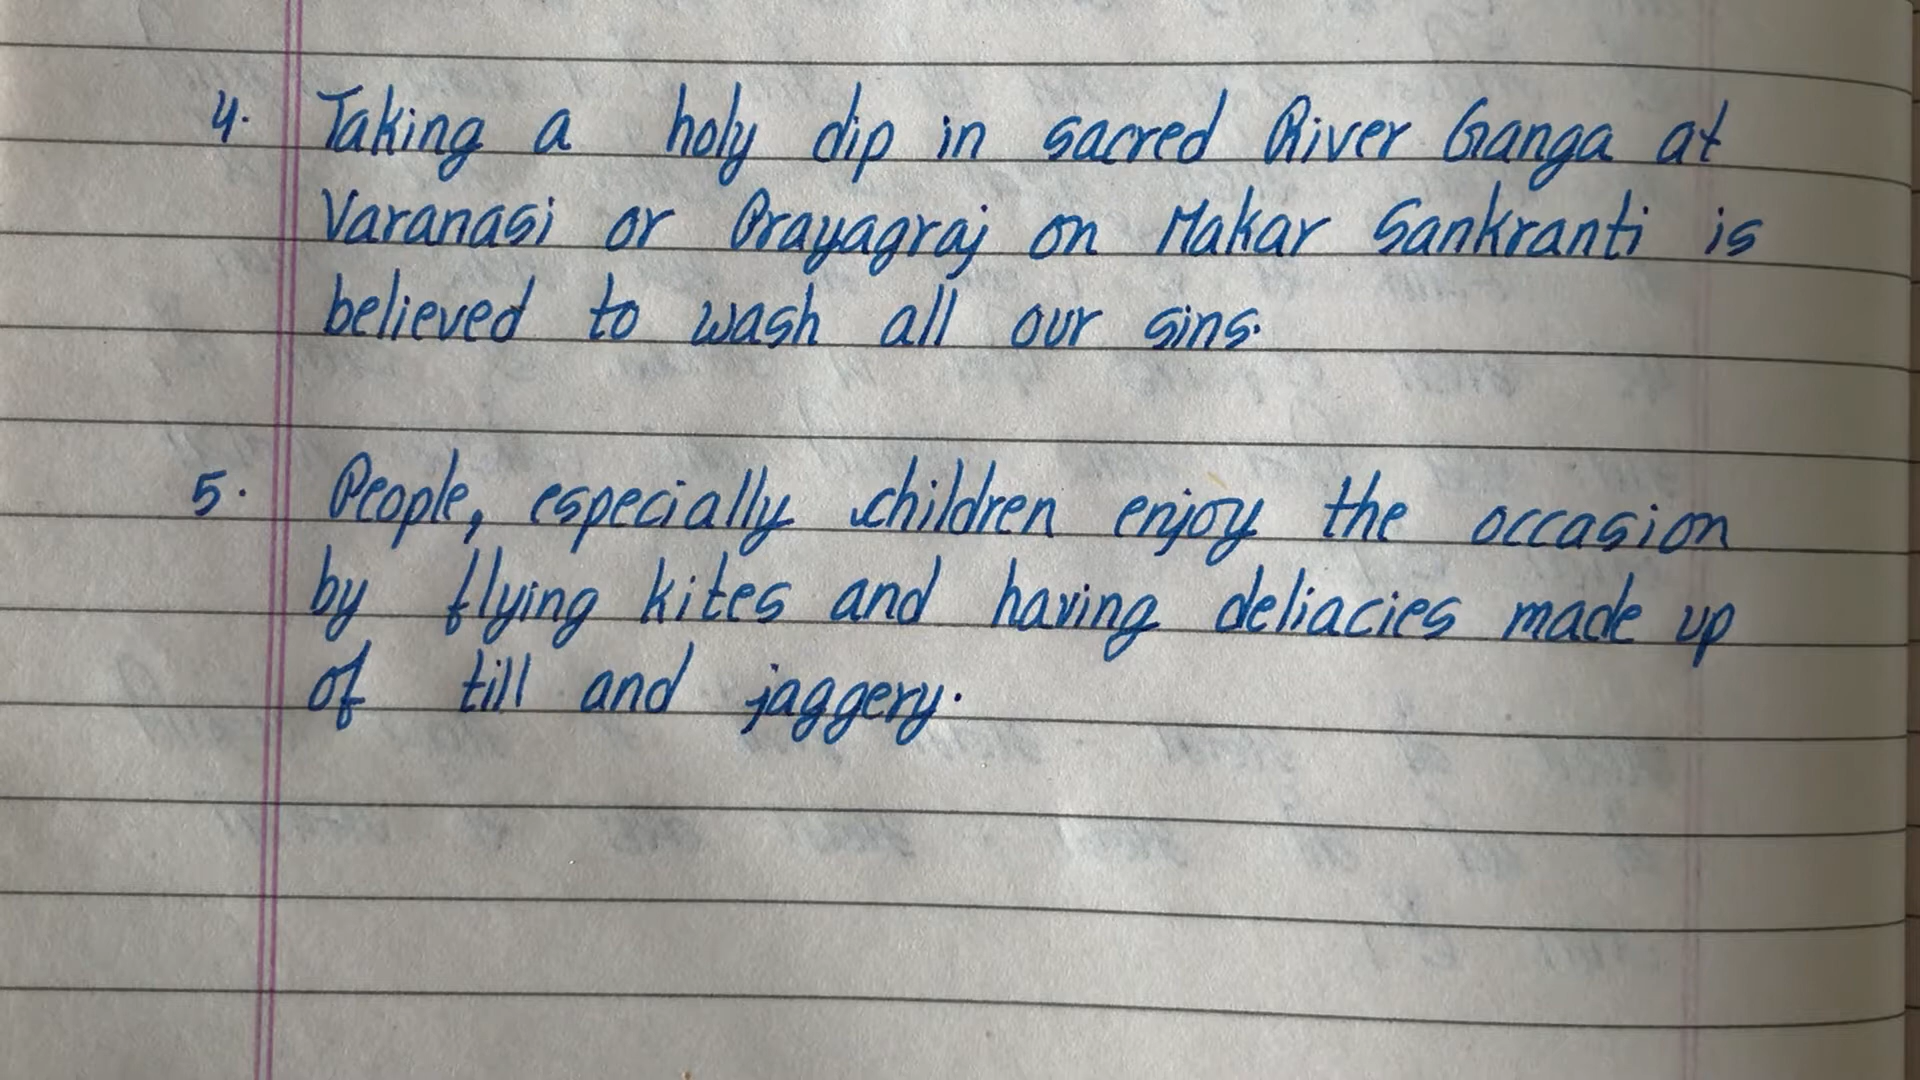 4. Taking a holy dip in sacred River Ganga at
Varanasi or Prayagraj on Makar Sankranti is
believed to wash all our sins.
5. People, especially children enjoy the occasion
by flying kites and having deliacies made up
of till and jaggery.